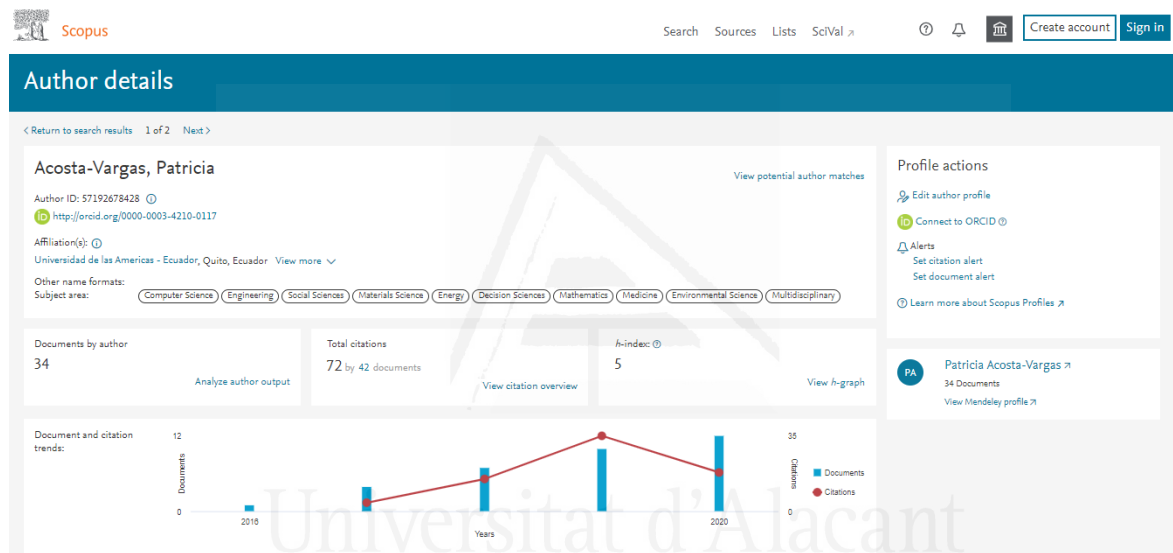 Scopus
Search Sources Lists SciVal ↗
Create account Sign in
Author details
< Return to search results 1 of 2 Next >
Acosta-Vargas, Patricia
View potential author matches
Author ID: 57192678428
iD http://orcid.org/0000-0003-4210-0117
Affiliation(s):
Universidad de las Americas - Ecuador, Quito, Ecuador View more
Other name formats:
Subject area: Computer Science Engineering Social Sciences Materials Science Energy Decision Sciences Mathematics Medicine Environmental Science Multidisciplinary
Profile actions
Edit author profile
iD Connect to ORCID
Alerts
Set citation alert
Set document alert
Learn more about Scopus Profiles ↗
Documents by author
34
Analyze author output
Total citations
72 by 42 documents
View citation overview
h-index:
5
View h-graph
PA
Patricia Acosta-Vargas ↗
34 Documents
View Mendeley profile ↗
Document and citation
trends:
12
0
Documents
2016
2020
Years
35
0
Citations
Documents
Citations
Universitat d'Alacant